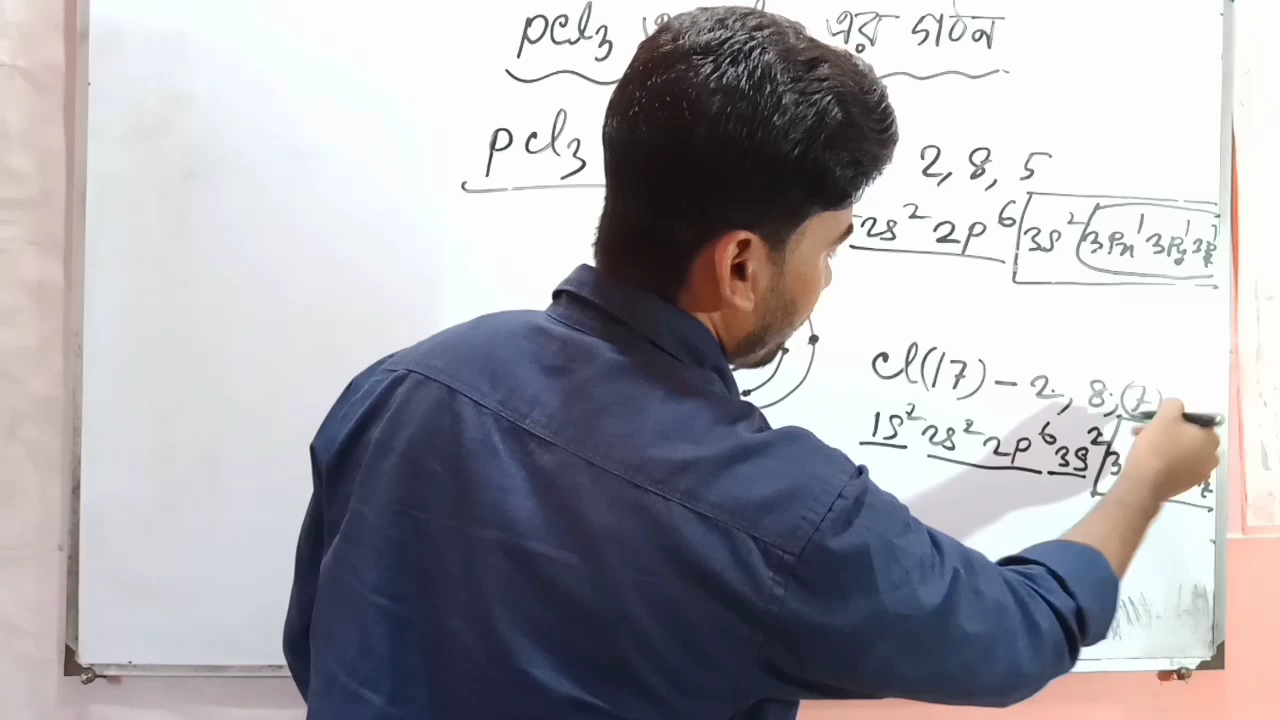 pcl₃ এর গঠন
pcl₃
2, 8, 5
2s² 2p⁶ 3s² 3px¹ 3py¹ 3pz¹
cl(17) – 2, 8, (7)
1s² 2s² 2p⁶ 3s² 3